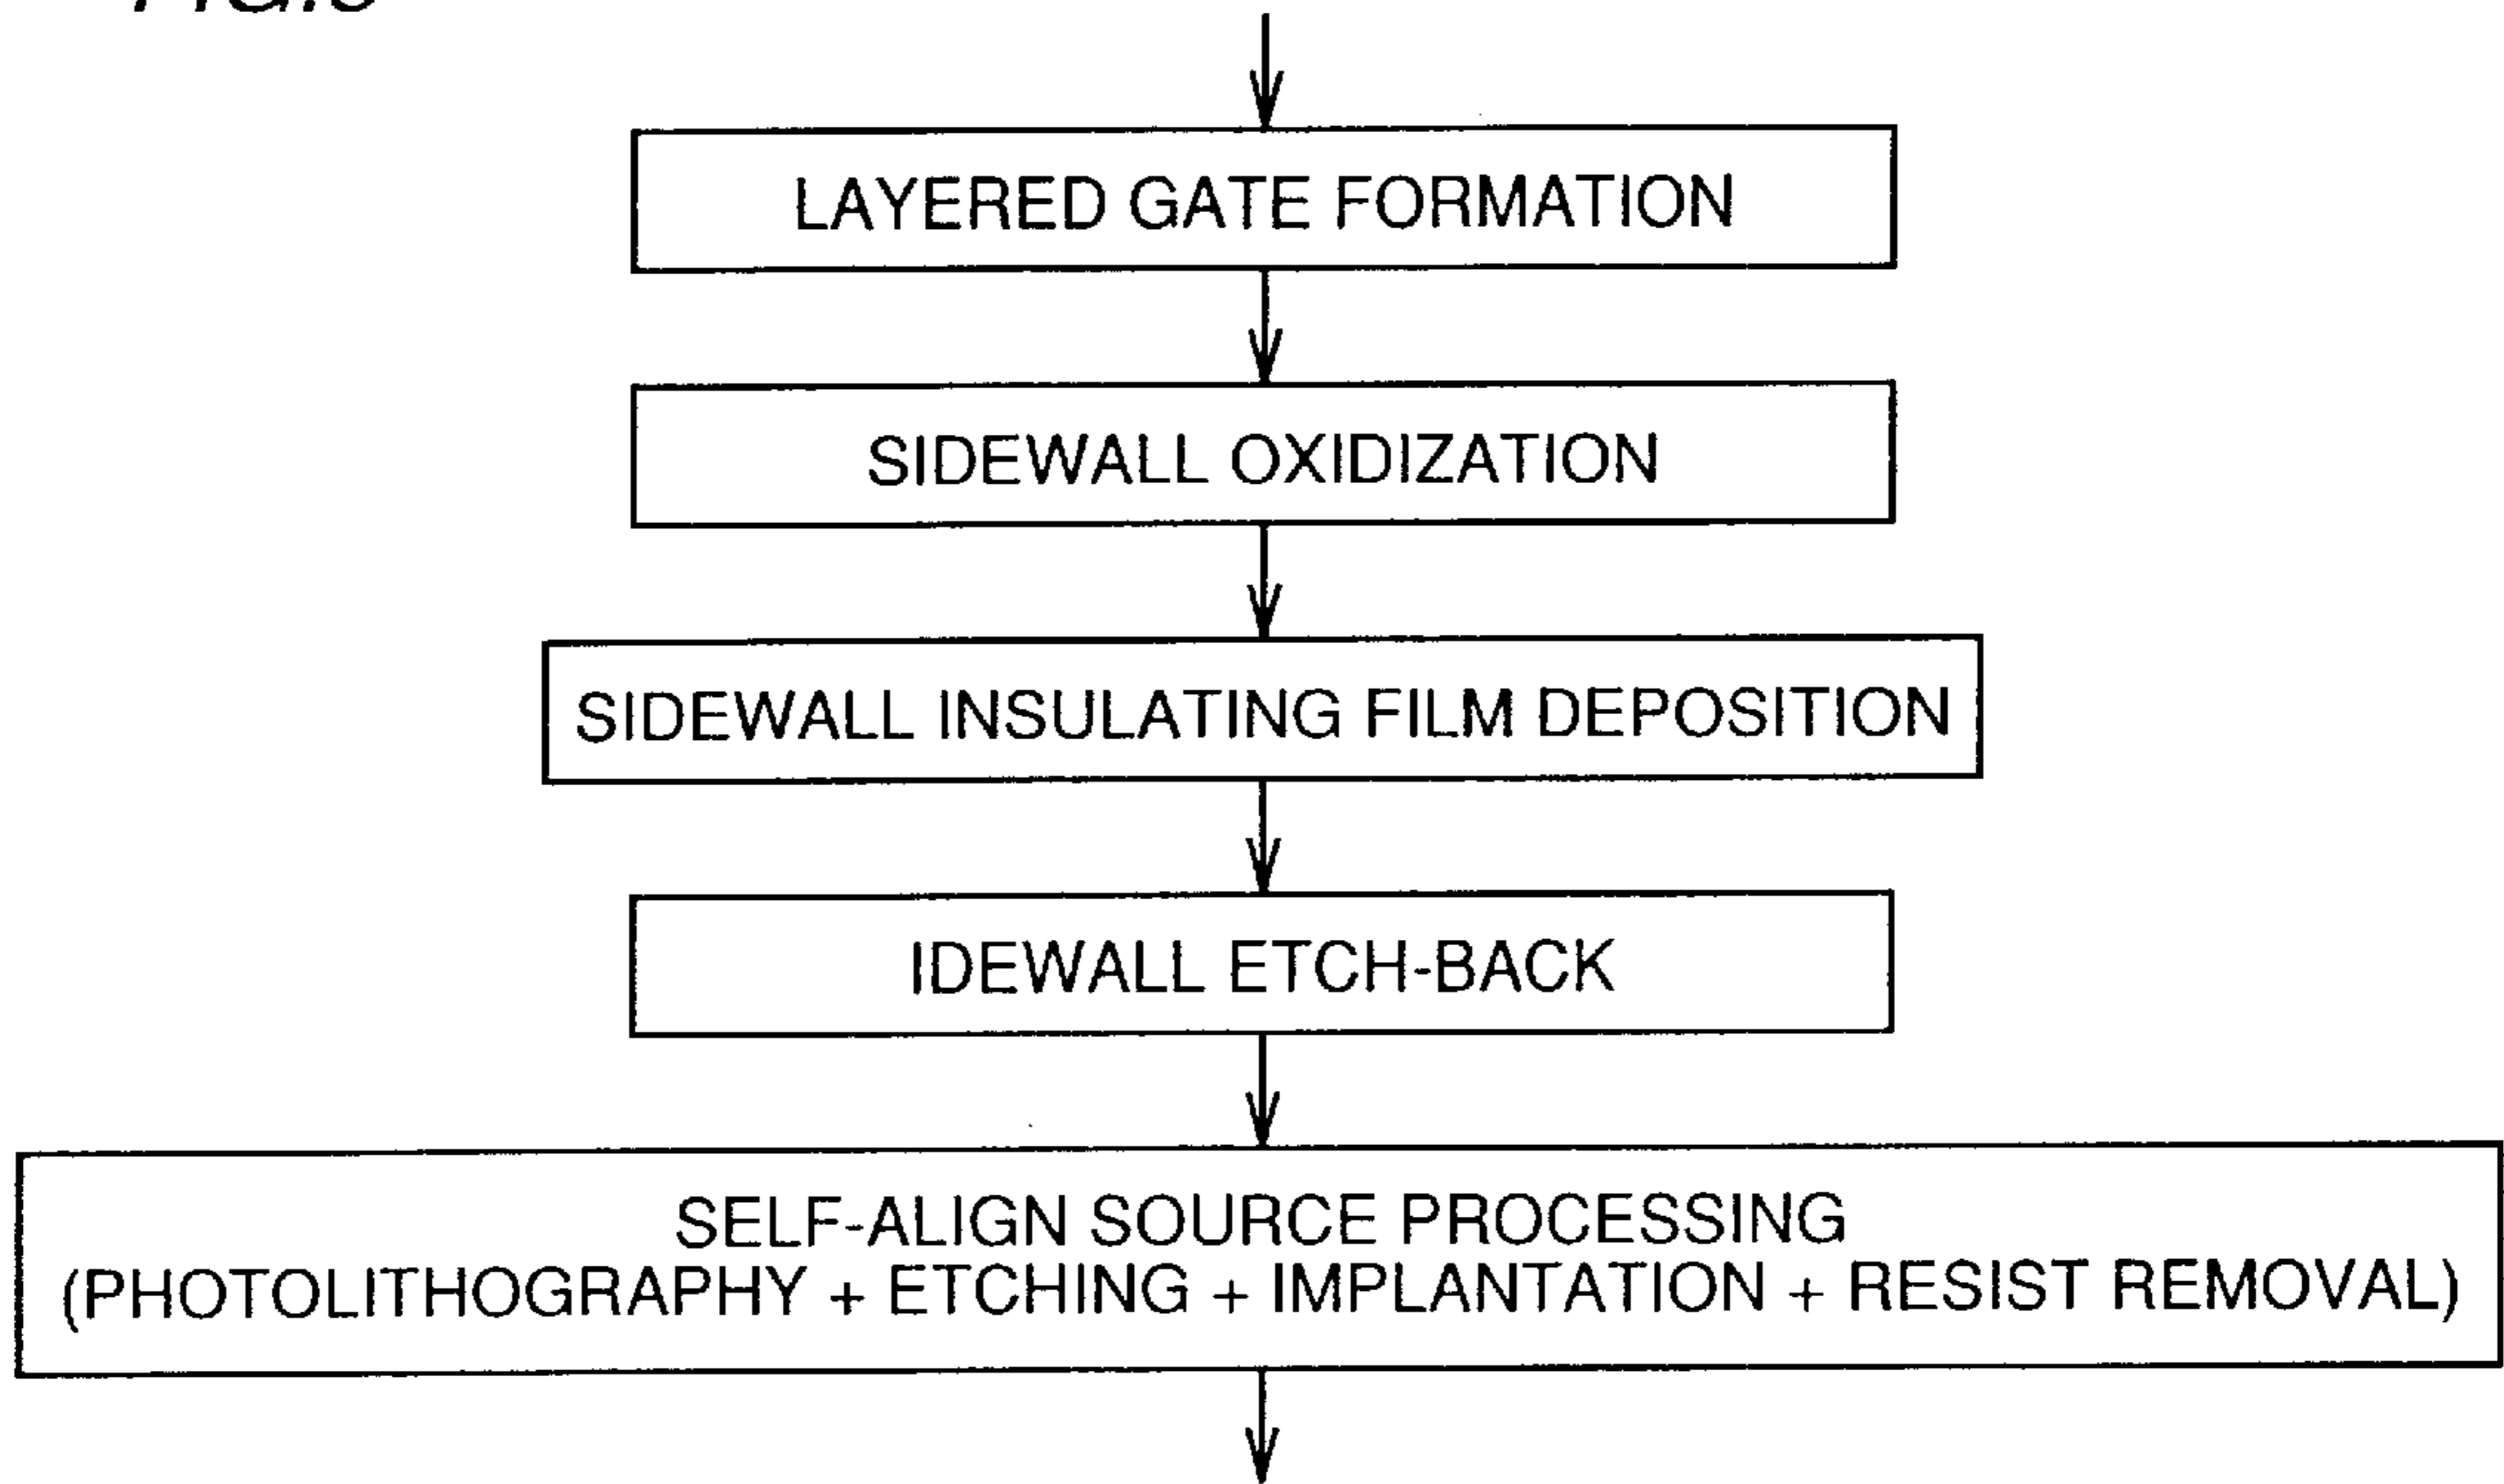 LAYERED GATE FORMATION
SIDEWALL OXIDIZATION
SIDEWALL INSULATING FILM DEPOSITION
IDEWALL ETCH-BACK
SELF-ALIGN SOURCE PROCESSING
(PHOTOLITHOGRAPHY + ETCHING + IMPLANTATION + RESIST REMOVAL)